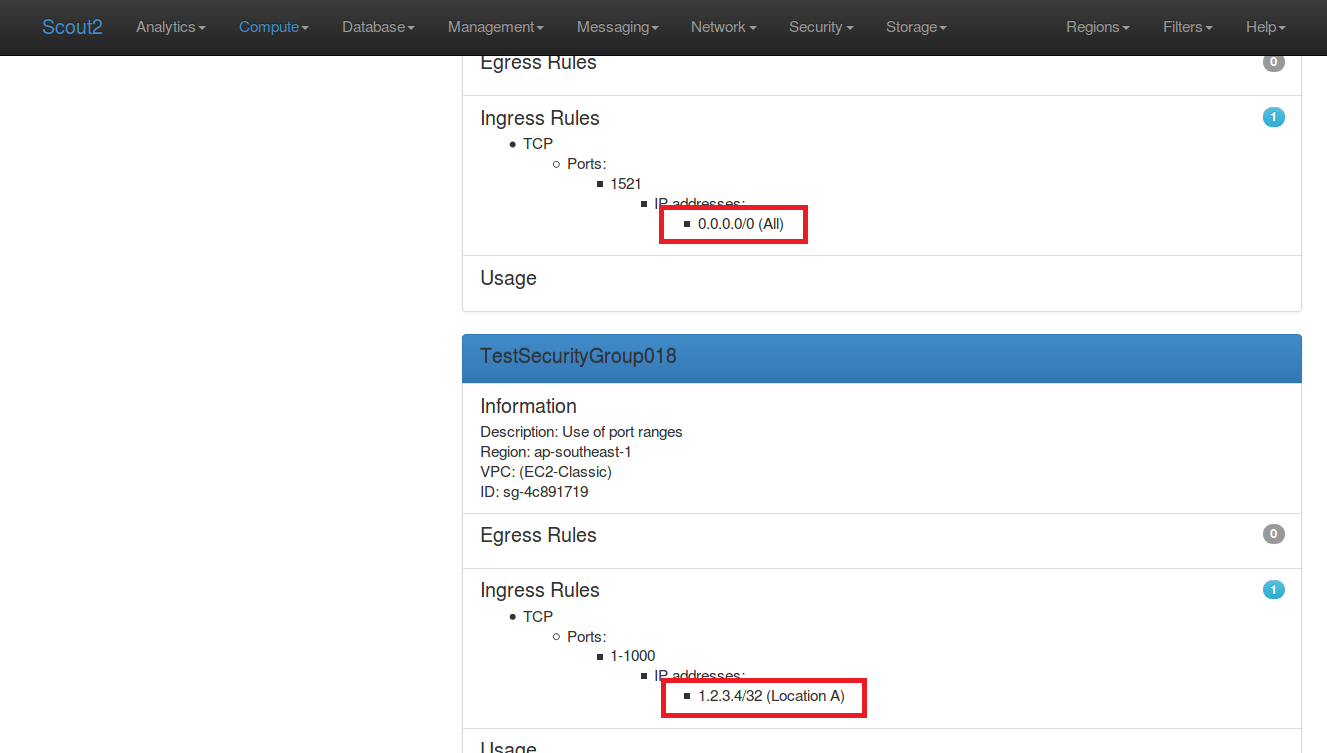 Scout2 Analytics Compute Database Management Messaging Network Security Storage Regions Filters Help
Egress Rules 0
Ingress Rules 1
TCP
Ports:
1521
IP addresses:
0.0.0.0/0 (All)
Usage
TestSecurityGroup018
Information
Description: Use of port ranges
Region: ap-southeast-1
VPC: (EC2-Classic)
ID: sg-4c891719
Egress Rules 0
Ingress Rules 1
TCP
Ports:
1-1000
IP addresses:
1.2.3.4/32 (Location A)
Usage